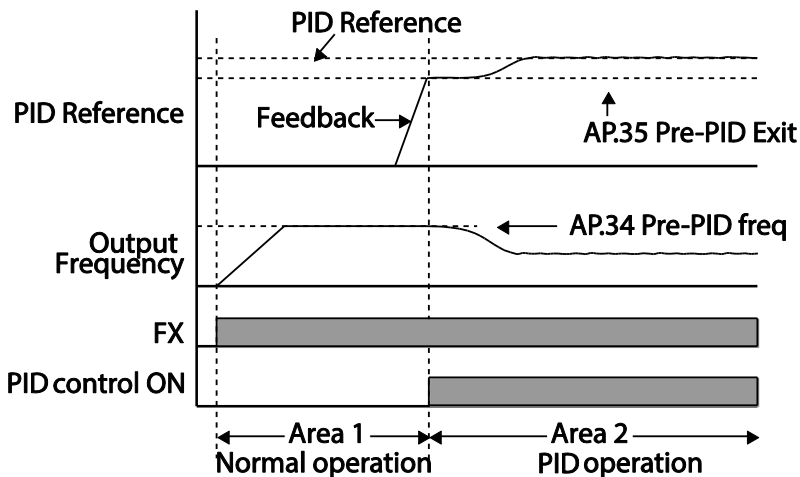 PID Reference
PID Reference
Feedback
AP.35 Pre-PID Exit
Output
Frequency
AP.34 Pre-PID freq
FX
PID control ON
Area 1
Area 2
Normal operation
PID operation